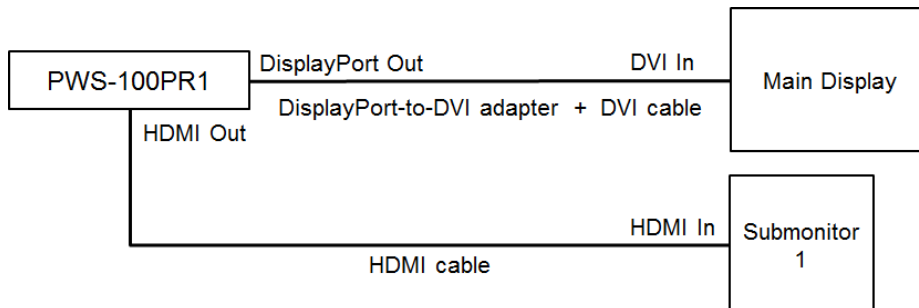 PWS-100PR1
DisplayPort Out
DVI In
Main Display
DisplayPort-to-DVI adapter + DVI cable
HDMI Out
HDMI In
Submonitor
1
HDMI cable